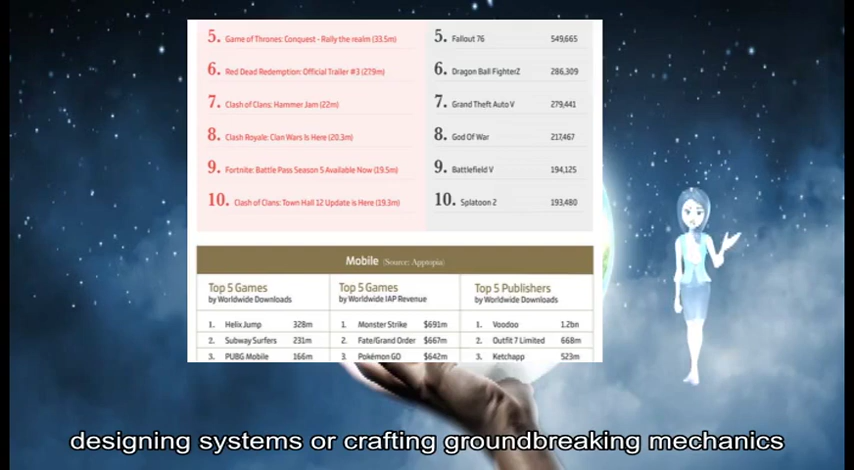 5. Game of Thrones: Conquest - Rally the realm (33.5m)
6. Red Dead Redemption: Official Trailer #3 (27.9m)
7. Clash of Clans: Hammer Jam (22m)
8. Clash Royale: Clan Wars Is Here (20.3m)
9. Fortnite: Battle Pass Season 5 Available Now (19.5m)
10. Clash of Clans: Town Hall 12 Update is Here (19.3m)
5. Fallout 76 549,665
6. Dragon Ball FighterZ 286,309
7. Grand Theft Auto V 279,441
8. God Of War 217,467
9. Battlefield V 194,125
10. Splatoon 2 193,480
Mobile (Source: Apptopia)
Top 5 Games
by Worldwide Downloads
1. Helix Jump 328m
2. Subway Surfers 231m
3. PUBG Mobile 166m
Top 5 Games
by Worldwide IAP Revenue
1. Monster Strike $691m
2. Fate/Grand Order $667m
3. Pokémon GO $642m
Top 5 Publishers
by Worldwide Downloads
1. Voodoo 1.2bn
2. Outfit 7 Limited 668m
3. Ketchapp 523m
designing systems or crafting groundbreaking mechanics